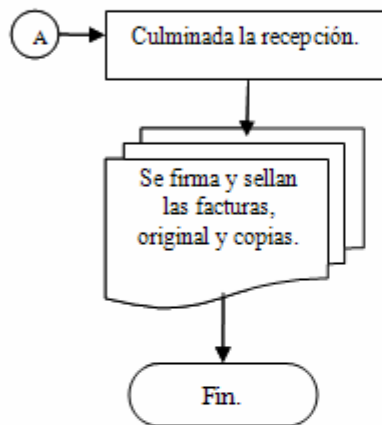 A
Culminada la recepción.
Se firma y sellan
las facturas,
original y copias.
Fin.